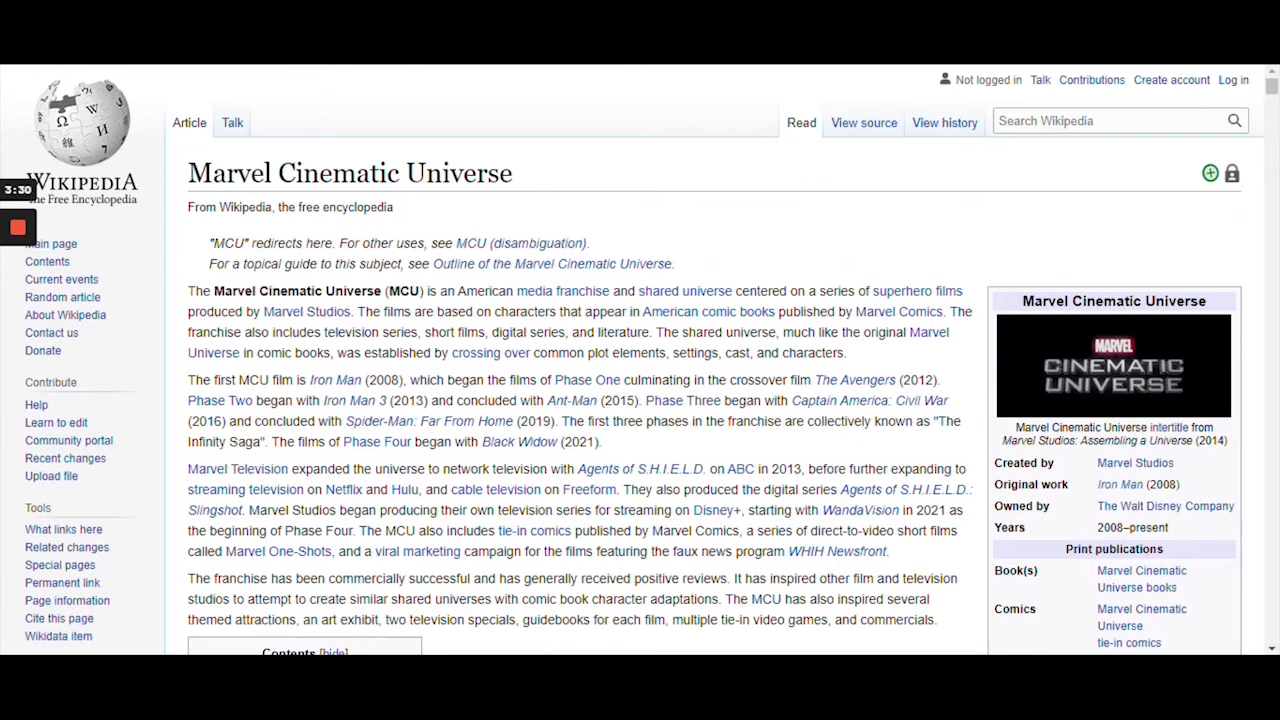 Not logged in Talk Contributions Create account Log in
Article Talk Read View source View history Search Wikipedia
WIKIPEDIA
The Free Encyclopedia
3:30
Main page
Contents
Current events
Random article
About Wikipedia
Contact us
Donate
Contribute
Help
Learn to edit
Community portal
Recent changes
Upload file
Tools
What links here
Related changes
Special pages
Permanent link
Page information
Cite this page
Wikidata item
Marvel Cinematic Universe
From Wikipedia, the free encyclopedia
"MCU" redirects here. For other uses, see MCU (disambiguation).
For a topical guide to this subject, see Outline of the Marvel Cinematic Universe.
The Marvel Cinematic Universe (MCU) is an American media franchise and shared universe centered on a series of superhero films
produced by Marvel Studios. The films are based on characters that appear in American comic books published by Marvel Comics. The
franchise also includes television series, short films, digital series, and literature. The shared universe, much like the original Marvel
Universe in comic books, was established by crossing over common plot elements, settings, cast, and characters.
The first MCU film is Iron Man (2008), which began the films of Phase One culminating in the crossover film The Avengers (2012).
Phase Two began with Iron Man 3 (2013) and concluded with Ant-Man (2015). Phase Three began with Captain America: Civil War
(2016) and concluded with Spider-Man: Far From Home (2019). The first three phases in the franchise are collectively known as "The
Infinity Saga". The films of Phase Four began with Black Widow (2021).
Marvel Television expanded the universe to network television with Agents of S.H.I.E.L.D. on ABC in 2013, before further expanding to
streaming television on Netflix and Hulu, and cable television on Freeform. They also produced the digital series Agents of S.H.I.E.L.D.:
Slingshot. Marvel Studios began producing their own television series for streaming on Disney+, starting with WandaVision in 2021 as
the beginning of Phase Four. The MCU also includes tie-in comics published by Marvel Comics, a series of direct-to-video short films
called Marvel One-Shots, and a viral marketing campaign for the films featuring the faux news program WHIH Newsfront.
The franchise has been commercially successful and has generally received positive reviews. It has inspired other film and television
studios to attempt to create similar shared universes with comic book character adaptations. The MCU has also inspired several
themed attractions, an art exhibit, two television specials, guidebooks for each film, multiple tie-in video games, and commercials.
Contents [hide]
Marvel Cinematic Universe
MARVEL
CINEMATIC
UNIVERSE
Marvel Cinematic Universe intertitle from
Marvel Studios: Assembling a Universe (2014)
Created by Marvel Studios
Original work Iron Man (2008)
Owned by The Walt Disney Company
Years 2008–present
Print publications
Book(s) Marvel Cinematic
Universe books
Comics Marvel Cinematic
Universe
tie-in comics